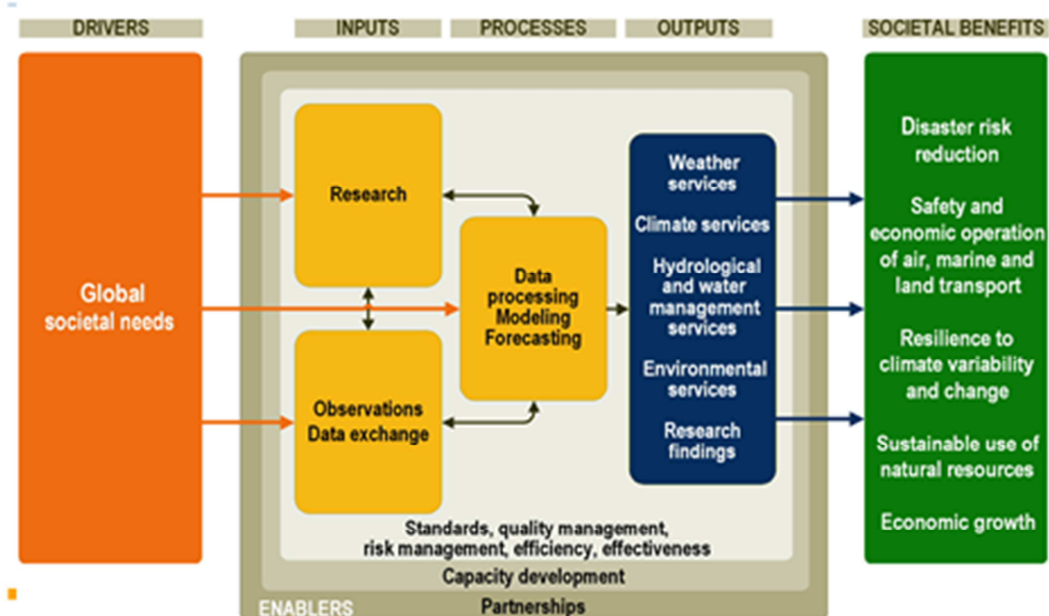 DRIVERS
INPUTS
PROCESSES
OUTPUTS
SOCIETAL BENEFITS
Global
societal needs
Research
Observations
Data exchange
Data
processing
Modeling
Forecasting
Weather
services
Climate services
Hydrological
and water
management
services
Environmental
services
Research
findings
Disaster risk
reduction
Safety and
economic operation
of air, marine and
land transport
Resilience to
climate variability
and change
Sustainable use of
natural resources
Economic growth
Standards, quality management,
risk management, efficiency, effectiveness
Capacity development
ENABLERS
Partnerships